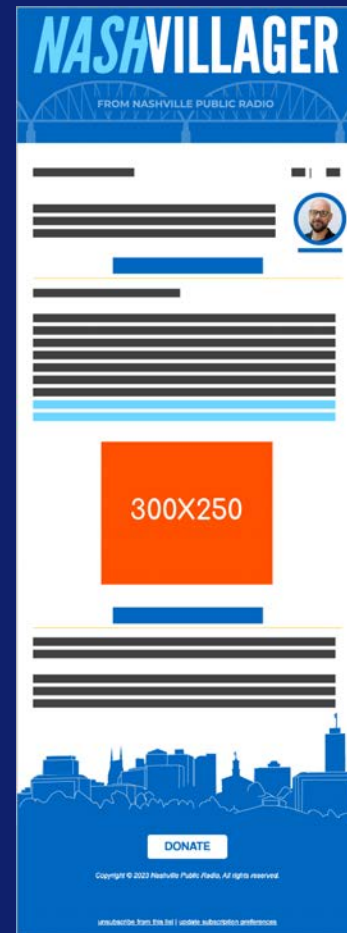 NASHVILLAGER
FROM NASHVILLE PUBLIC RADIO
300X250
DONATE
Copyright © 2023 Nashville Public Radio, All rights reserved.
unsubscribe from this list | update subscription preferences